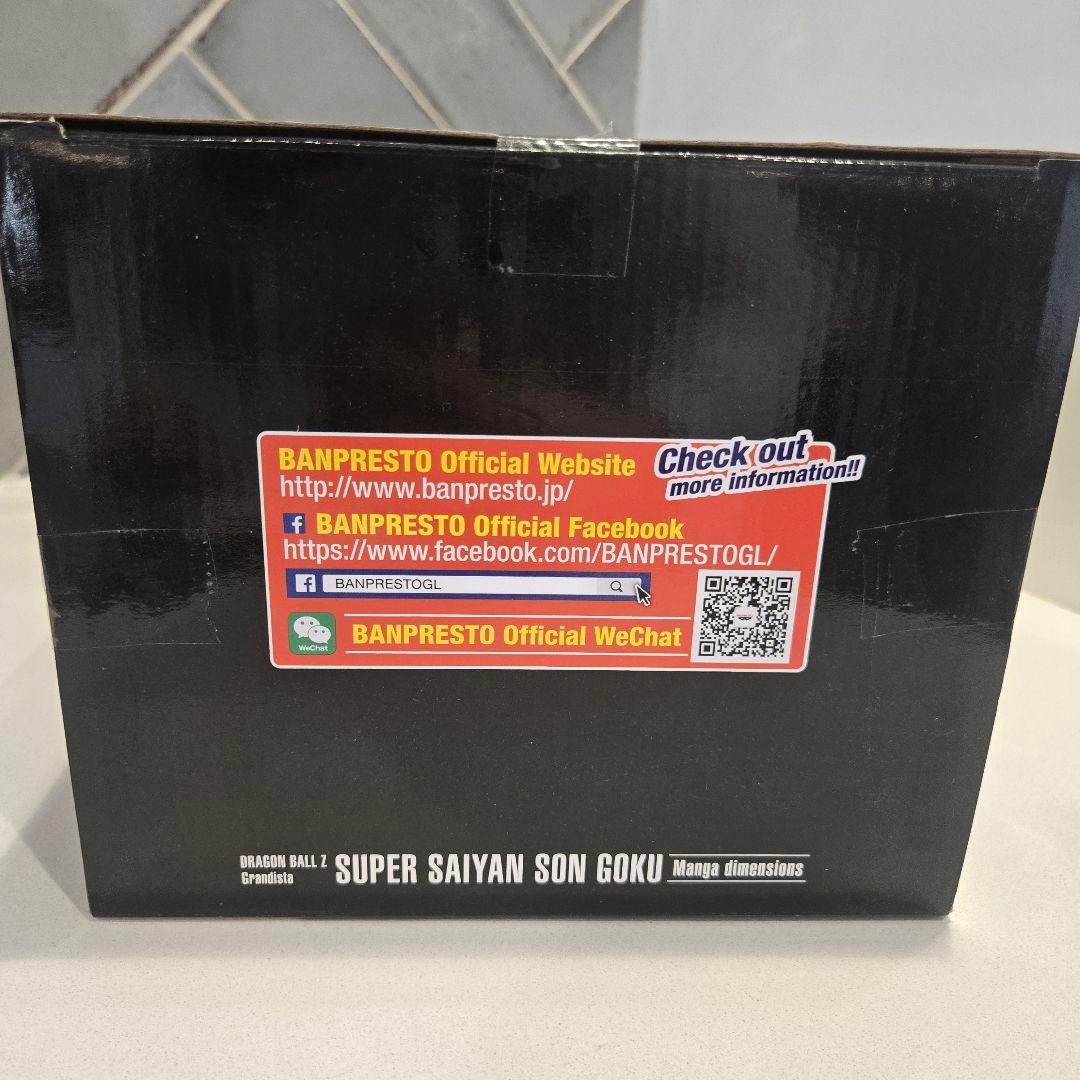 BANPRESTO Official Website
Check out
more information!!
http://www.banpresto.jp/
f BANPRESTO Official Facebook
https://www.facebook.com/BANPRESTOGL/
f BANPRESTOGL
WeChat
BANPRESTO Official WeChat
DRAGON BALL Z
Grandista
SUPER SAIYAN SON GOKU
Manga dimensions